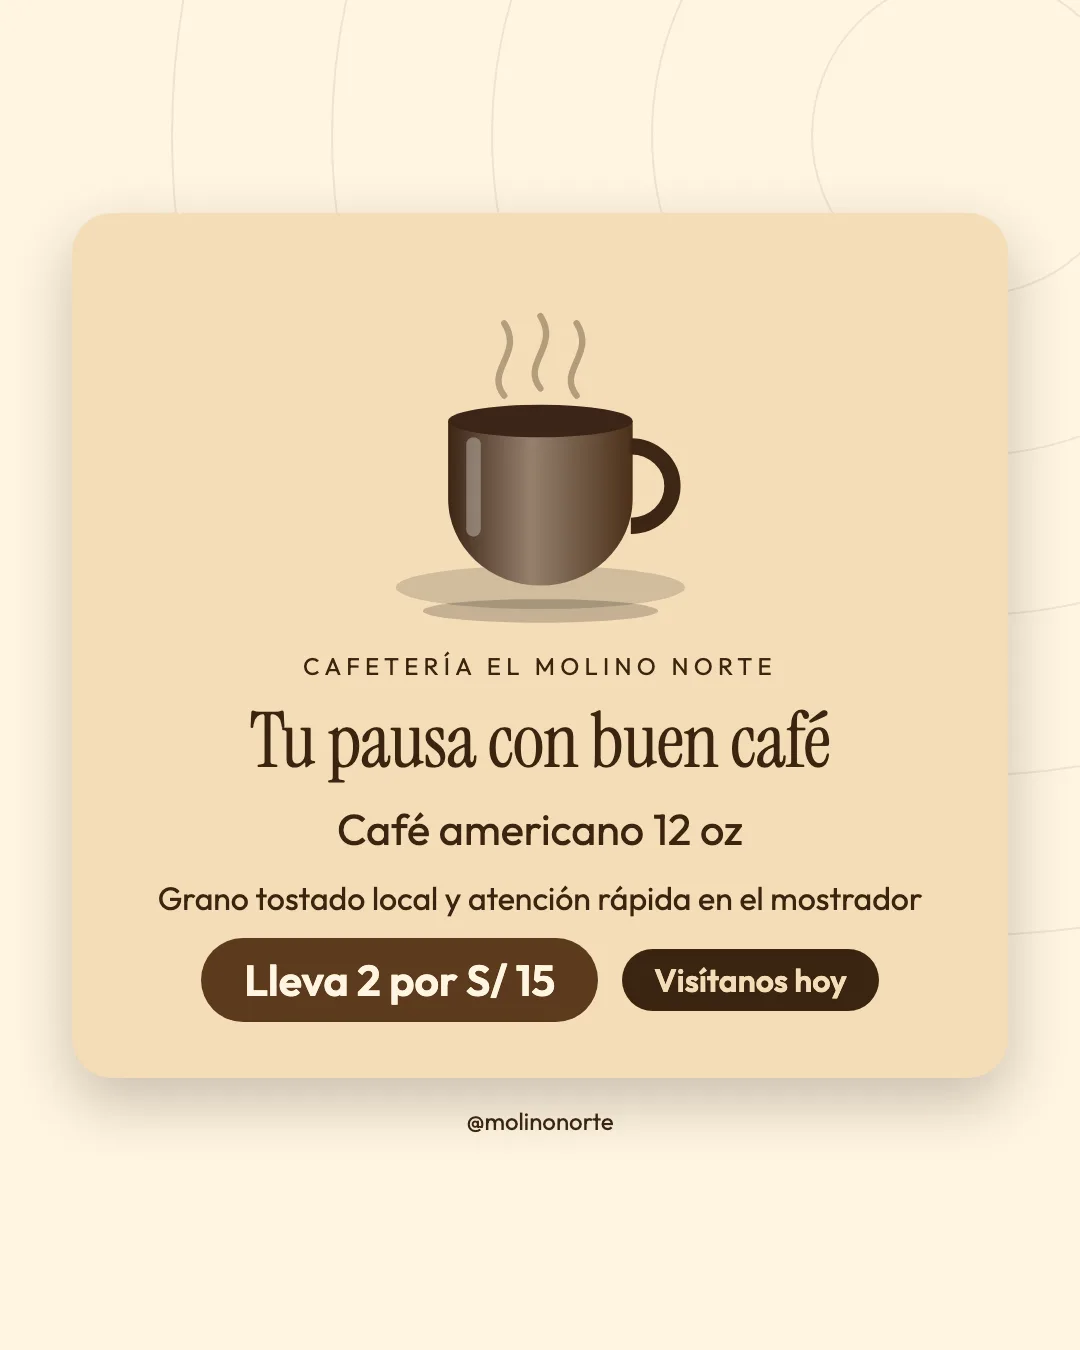 CAFETERÍA EL MOLINO NORTE
Tu pausa con buen café
Café americano 12 oz
Grano tostado local y atención rápida en el mostrador
Lleva 2 por S/ 15
Visítanos hoy
@molinonorte